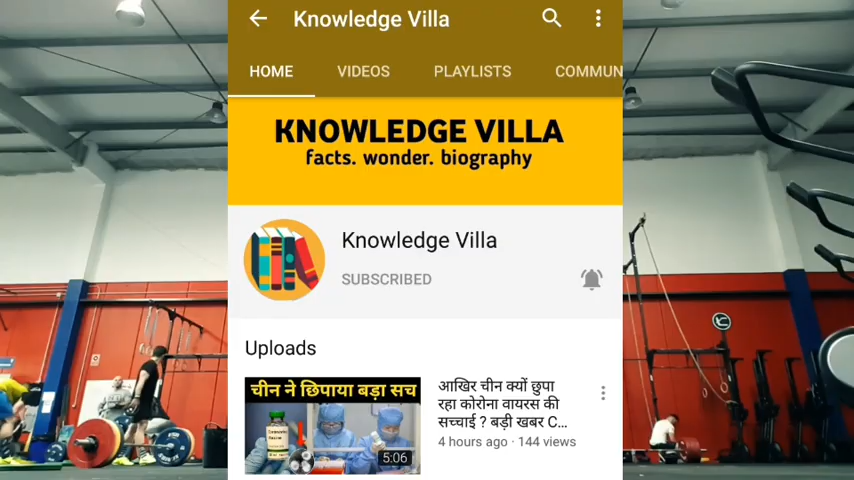 Knowledge Villa
HOME VIDEOS PLAYLISTS COMMUN
KNOWLEDGE VILLA
facts. wonder. biography
Knowledge Villa
SUBSCRIBED
Uploads
चीन ने छिपाया बड़ा सच
5:06
आखिर चीन क्यों छुपा
रहा कोरोना वायरस की
सच्चाई ? बड़ी खबर C...
4 hours ago · 144 views